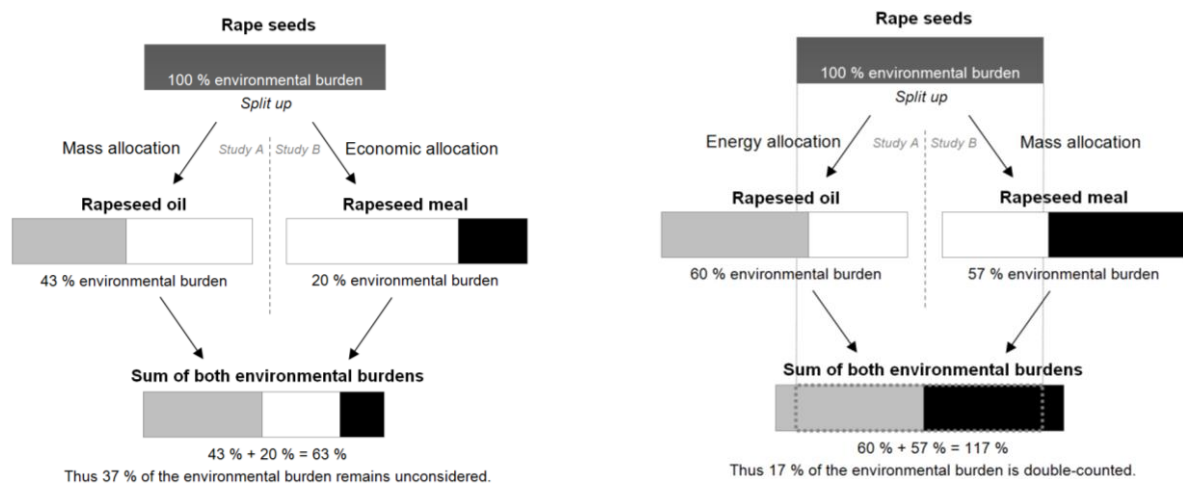 Rape seeds
100 % environmental burden
Split up
Mass allocation
Study A
Study B
Economic allocation
Rapeseed oil
Rapeseed meal
43 % environmental burden
20 % environmental burden
Sum of both environmental burdens
43 % + 20 % = 63 %
Thus 37 % of the environmental burden remains unconsidered.
Rape seeds
100 % environmental burden
Split up
Energy allocation
Study A
Study B
Mass allocation
Rapeseed oil
Rapeseed meal
60 % environmental burden
57 % environmental burden
Sum of both environmental burdens
60 % + 57 % = 117 %
Thus 17 % of the environmental burden is double-counted.